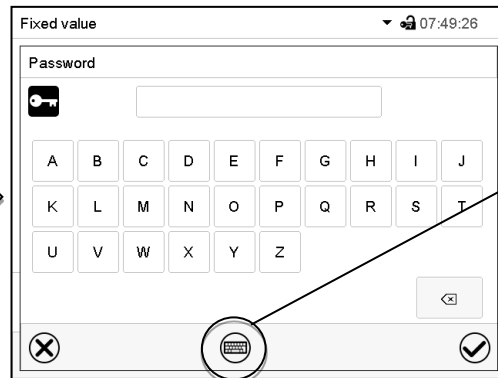 Fixed value 07:49:26
Password
A B C D E F G H I J
K L M N O P Q R S T
U V W X Y Z